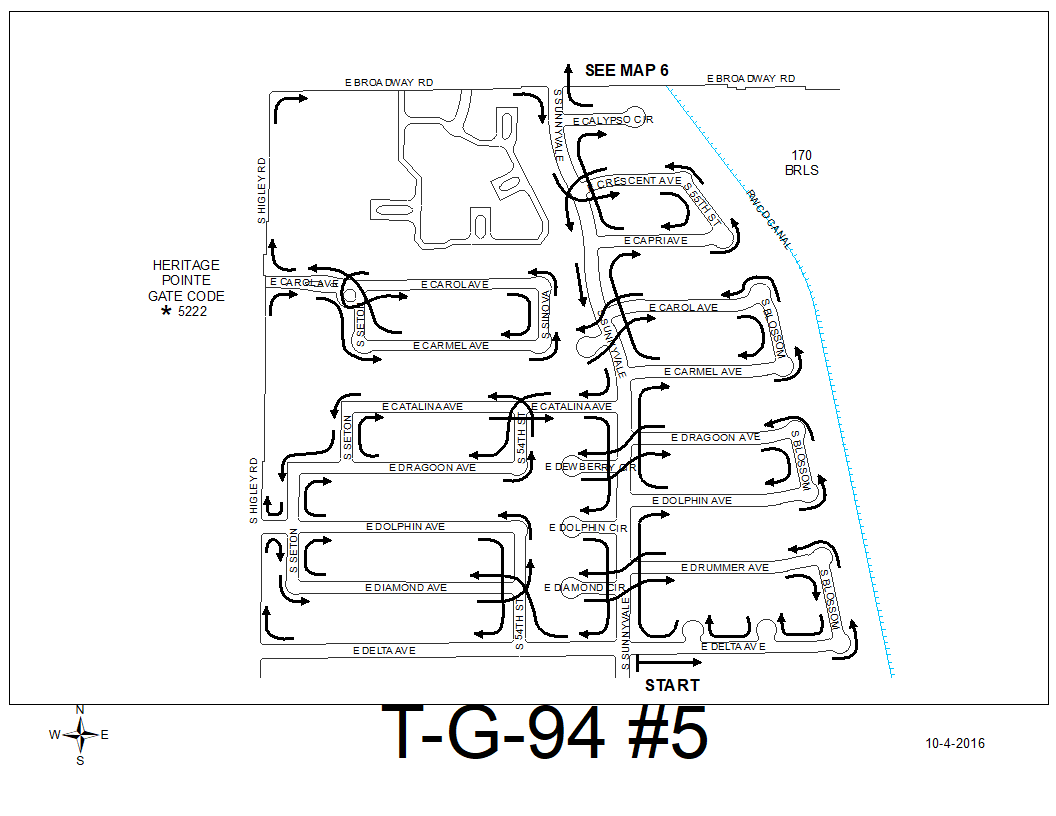 SEE MAP 6
E BROADWAY RD
E BROADWAY RD
S SUNNYVALE
E CALYPSO CIR
170
BRLS
S HIGLEY RD
CRESCENT AVE
S 55TH ST
RWCD CANAL
E CAPRI AVE
HERITAGE
POINTE
GATE CODE
* 5222
E CAROL AVE
E CAROL AVE
S SETON
S SINOVA
E CARMEL AVE
E CAROL AVE
S BLOSSOM
S SUNNYVALE
E CARMEL AVE
E CATALINA AVE
E CATALINA AVE
S SETON
S 54TH ST
E DRAGOON AVE
E DRAGOON AVE
S BLOSSOM
E DEWBERRY CIR
S HIGLEY RD
E DOLPHIN AVE
E DOLPHIN AVE
E DOLPHIN CIR
S SETON
E DRUMMER AVE
S BLOSSOM
E DIAMOND AVE
E DIAMOND CIR
S 54TH ST
S SUNNYVALE
E DELTA AVE
E DELTA AVE
START
N
W E
S
T-G-94 #5
10-4-2016